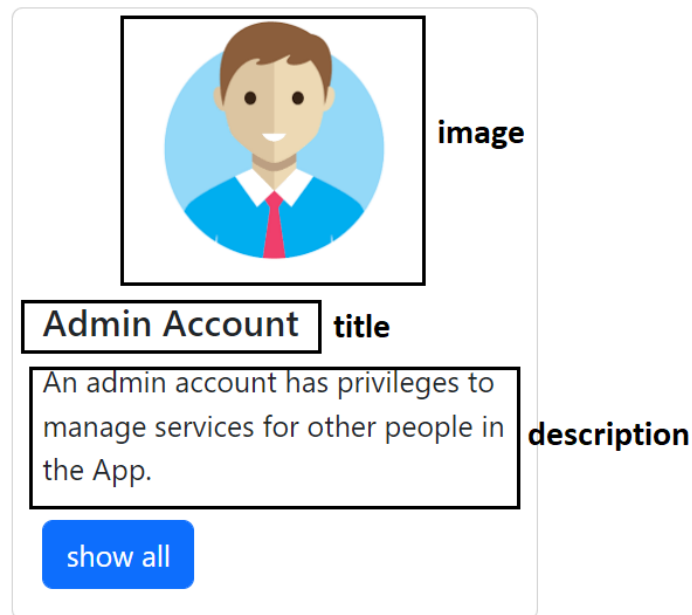 image
Admin Account
title
An admin account has privileges to
manage services for other people in
the App.
description
show all